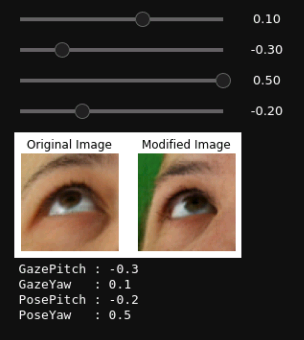 0.10
-0.30
0.50
-0.20
Original Image Modified Image
GazePitch : -0.3
GazeYaw   : 0.1
PosePitch : -0.2
PoseYaw   : 0.5